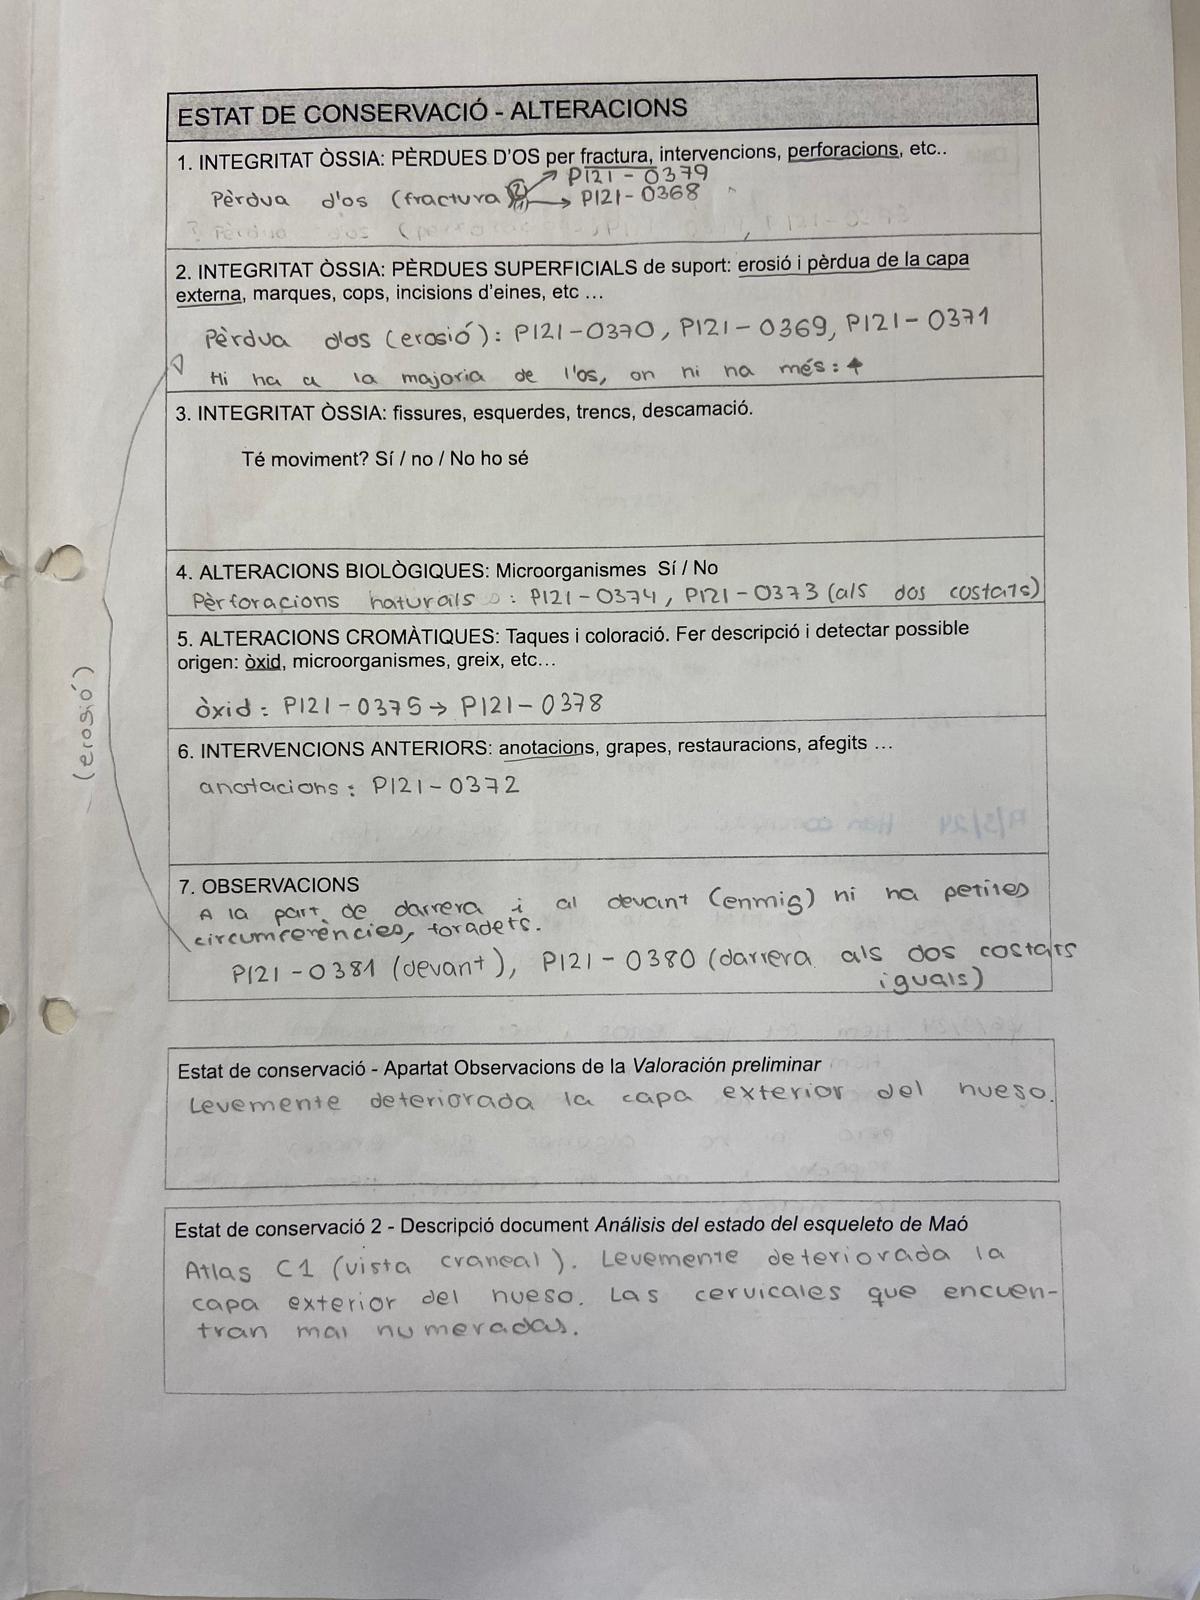 ESTAT DE CONSERVACIÓ - ALTERACIONS
1. INTEGRITAT ÒSSIA: PÈRDUES D'OS per fractura, intervencions, perforacions, etc..
P121-0379
Pèrdua d'os (fractura → P121-0368
2. INTEGRITAT ÒSSIA: PÈRDUES SUPERFICIALS de suport: erosió i pèrdua de la capa
externa, marques, cops, incisions d'eines, etc ...
Pèrdua d'os (erosió): P121-0370, P121-0369, P121-0371
Hi ha a la majoria de l'os, on ni na més: ↑
3. INTEGRITAT ÒSSIA: fissures, esquerdes, trencs, descamació.
Té moviment? Sí / no / No ho sé
4. ALTERACIONS BIOLÒGIQUES: Microorganismes Sí / No
Pèrforacions naturals : P121-0374, P121-0373 (als dos costats)
5. ALTERACIONS CROMÀTIQUES: Taques i coloració. Fer descripció i detectar possible
origen: òxid, microorganismes, greix, etc...
òxid: P121-0375 → P121-0378
6. INTERVENCIONS ANTERIORS: anotacions, grapes, restauracions, afegits ...
anotacions: P121-0372
(erosió)
7. OBSERVACIONS
A la part de darrera i al devant (enmig) ni ha petites
circumferències, foradets.
P121-0381 (devant), P121-0380 (darrera als dos costats
iguals)
Estat de conservació - Apartat Observacions de la Valoración preliminar
Levemente deteriorada la capa exterior del hueso.
Estat de conservació 2 - Descripció document Análisis del estado del esqueleto de Maó
Atlas C1 (vista craneal). Levemente deteriorada la
capa exterior del hueso. Las cervicales que encuen-
tran mal numeradas.